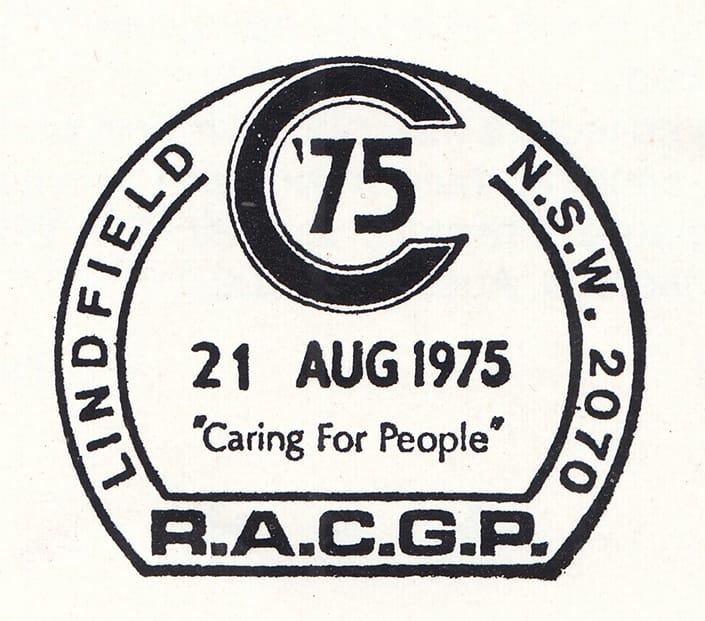 C '75
LINDFIELD
N.S.W. 2070
21 AUG 1975
"Caring For People"
R.A.C.G.P.